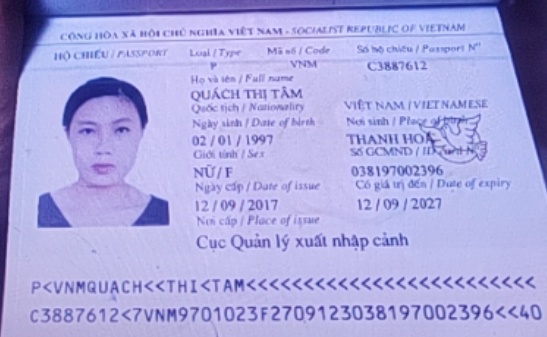 CỘNG HÒA XÃ HỘI CHỦ NGHĨA VIỆT NAM - SOCIALIST REPUBLIC OF VIETNAM
HỘ CHIẾU / PASSPORT Loại / Type Mã số / Code Số hộ chiếu / Passport Nº
P VNM C3887612
Họ và tên / Full name
QUÁCH THỊ TÂM
Quốc tịch / Nationality VIỆT NAM / VIETNAMESE
Ngày sinh / Date of birth Nơi sinh / Place of birth
02 / 01 / 1997 THANH HOÁ
Giới tính / Sex Số GCMND / ID card Nº
NỮ / F 038197002396
Ngày cấp / Date of issue Có giá trị đến / Date of expiry
12 / 09 / 2017 12 / 09 / 2027
Nơi cấp / Place of issue
Cục Quản lý xuất nhập cảnh
P<VNMQUACH<<THI<TAM<<<<<<<<<<<<<<<<<<<<<<<<<
C3887612<7VNM9701023F2709123038197002396<<40